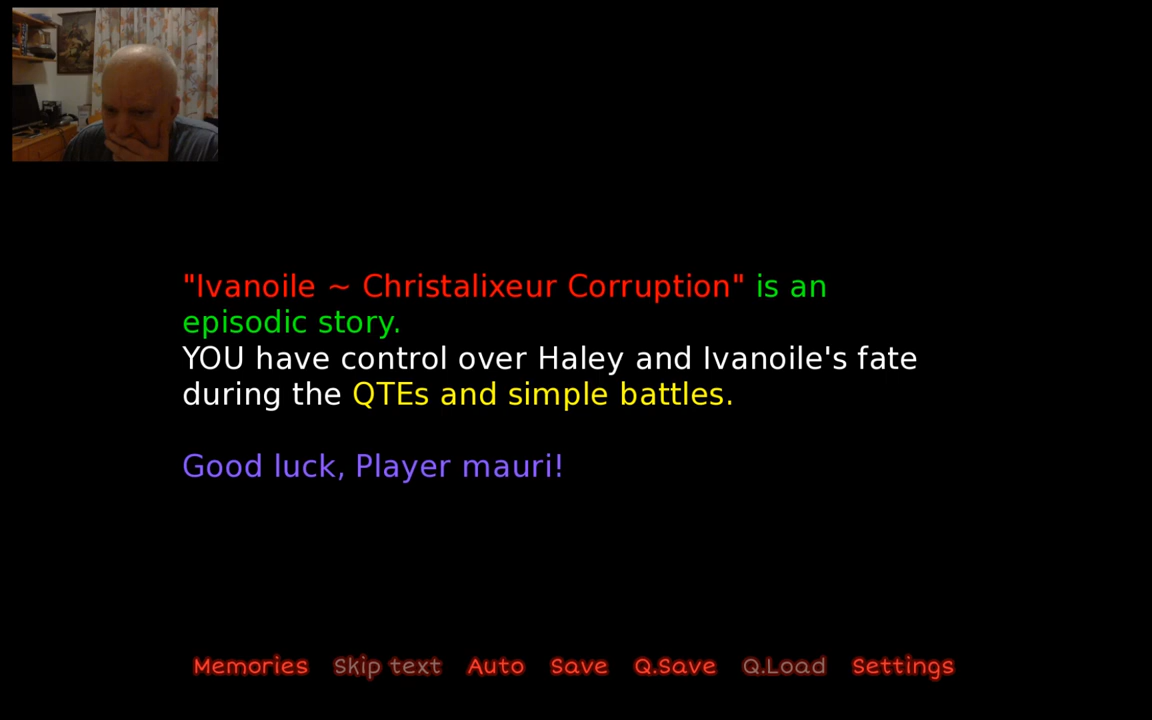 "Ivanoile ~ Christalixeur Corruption" is an
episodic story.
YOU have control over Haley and Ivanoile's fate
during the QTEs and simple battles.
Good luck, Player mauri!
Memories Skip text Auto Save Q.Save Q.Load Settings